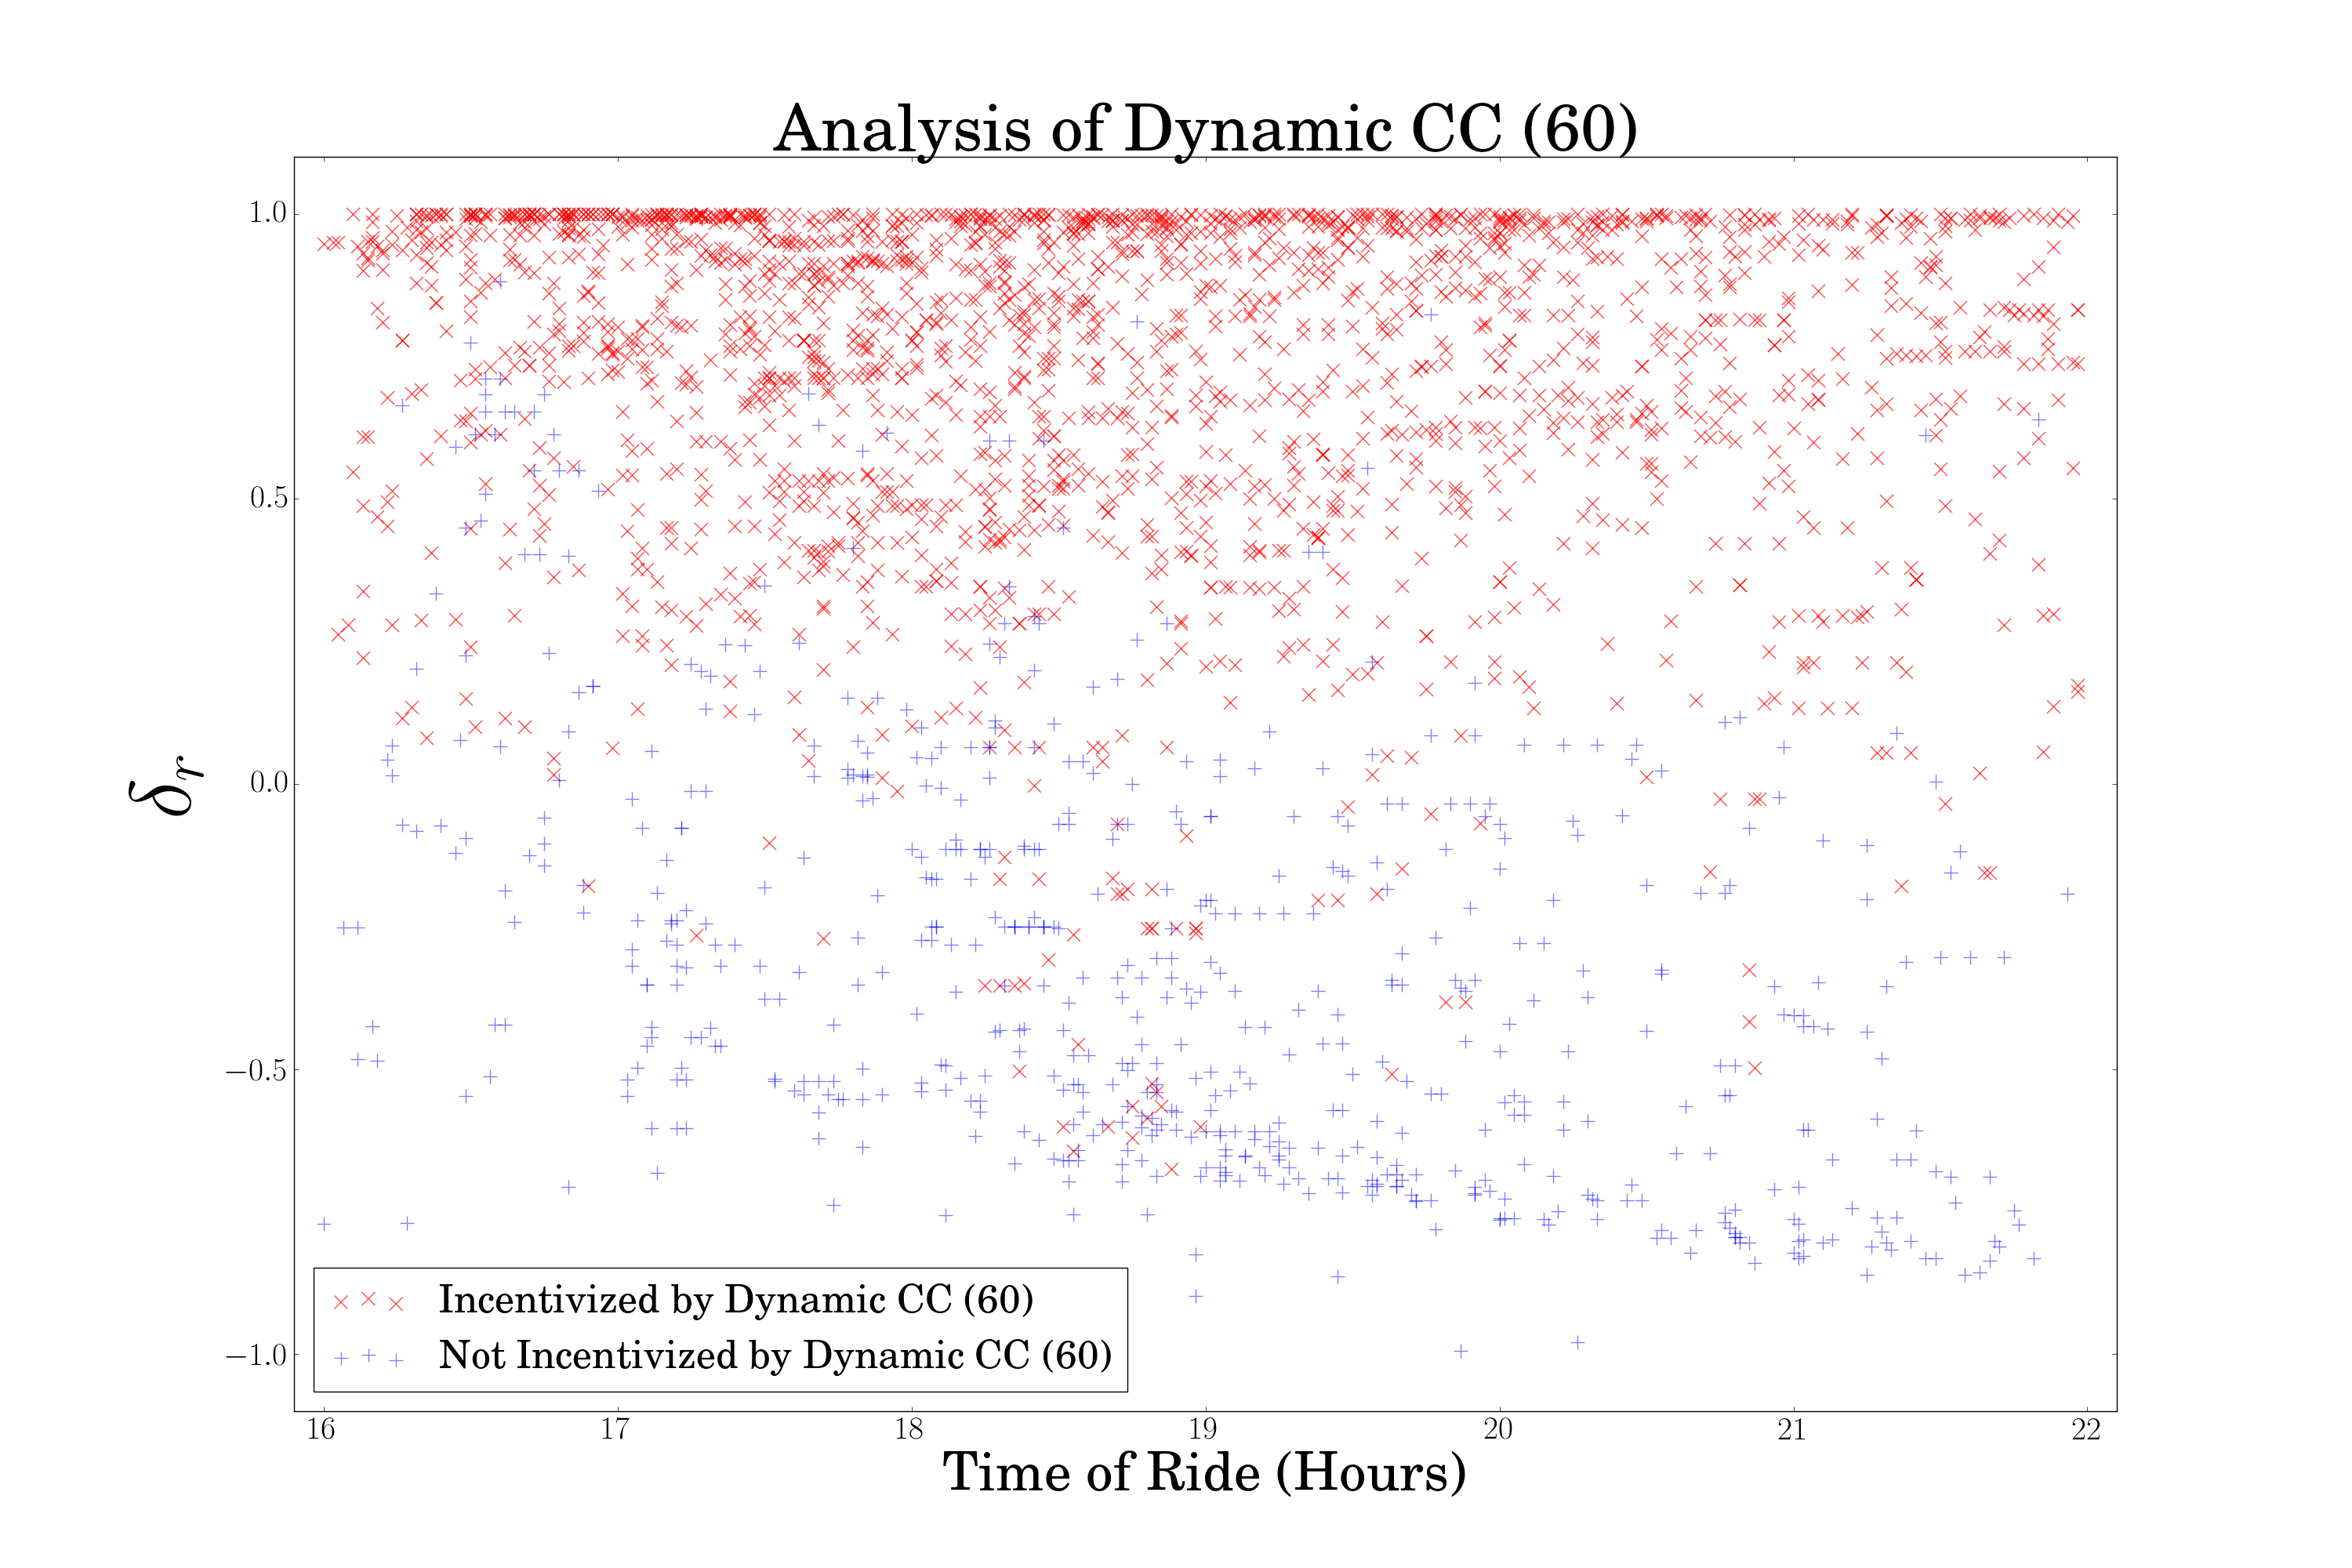 Analysis of Dynamic CC (60)
1.0
0.5
0.0
−0.5
−1.0
δr
Incentivized by Dynamic CC (60)
Not Incentivized by Dynamic CC (60)
16 17 18 19 20 21 22
Time of Ride (Hours)